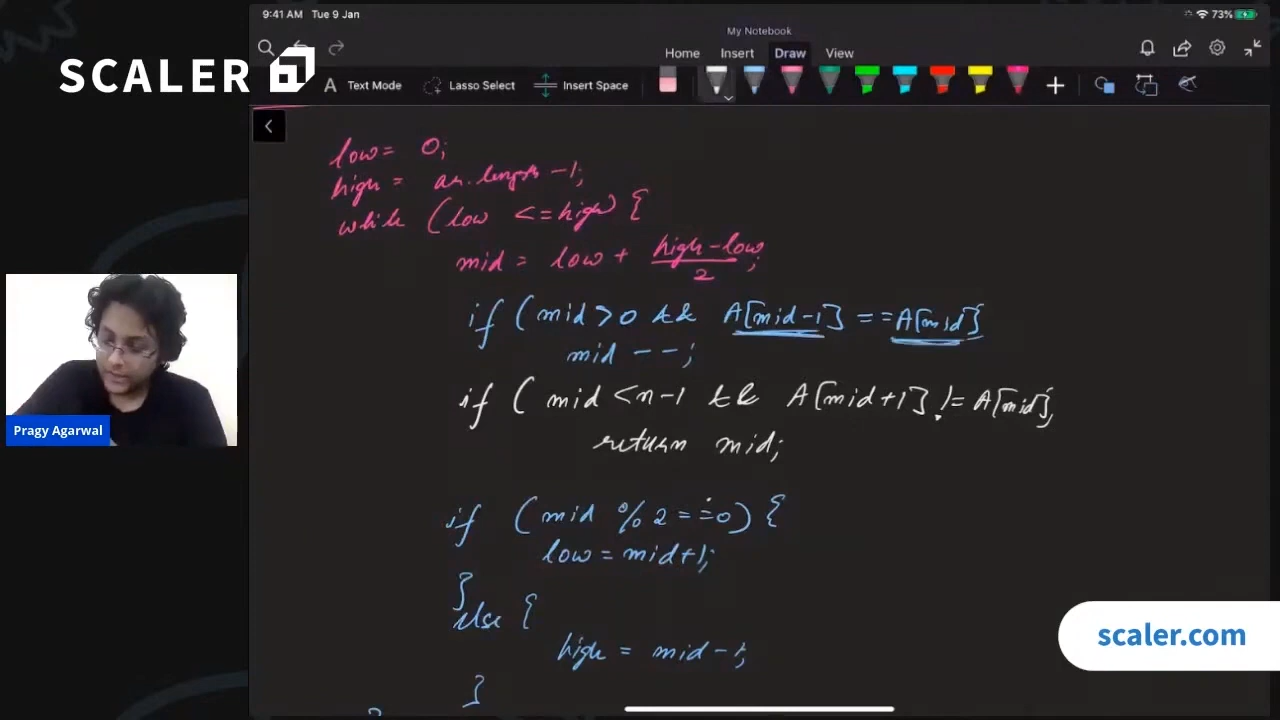 9:41 AM Tue 9 Jan
73%
My Notebook
SCALER
Home Insert Draw View
Text Mode Lasso Select Insert Space
low = 0;
high = ar.length - 1;
while (low <= high) {
mid = low + high - low / 2 ;
if ( mid > 0 && A[mid-1] == A[mid]
mid --;
if ( mid < n-1 && A[mid+1] != A[mid],
return mid;
Pragy Agarwal
if ( mid % 2 == 0) {
low = mid+1;
}
else {
high = mid - 1;
}
}
scaler.com